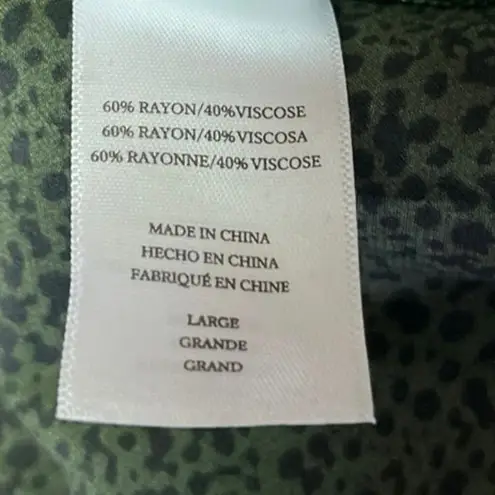 60% RAYON/40%VISCOSE
60% RAYON/40%VISCOSA
60% RAYONNE/40% VISCOSE
MADE IN CHINA
HECHO EN CHINA
FABRIQUÉ EN CHINE
LARGE
GRANDE
GRAND